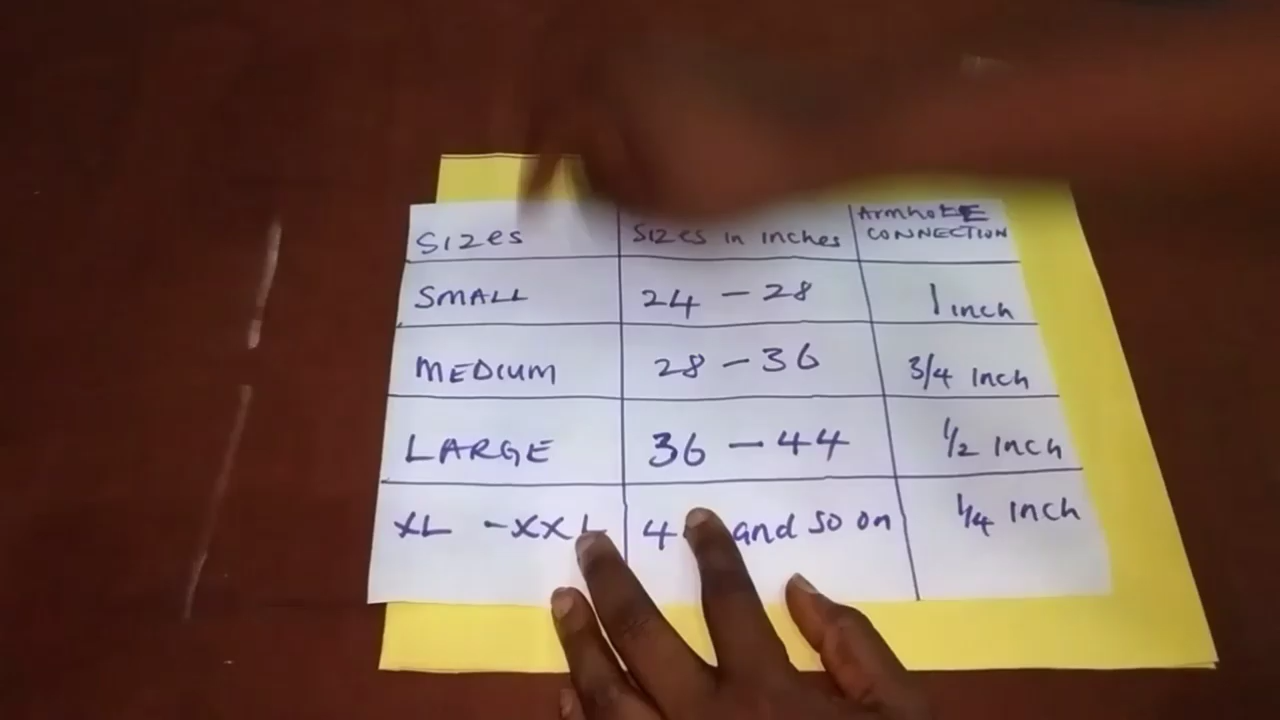 Sizes
Sizes in inches
ArmhoLE
CONNECTION
SMALL
24 - 28
1 inch
MEDIUM
28 - 36
3/4 inch
LARGE
36 - 44
1/2 inch
XL - XXL
and so on
1/4 inch